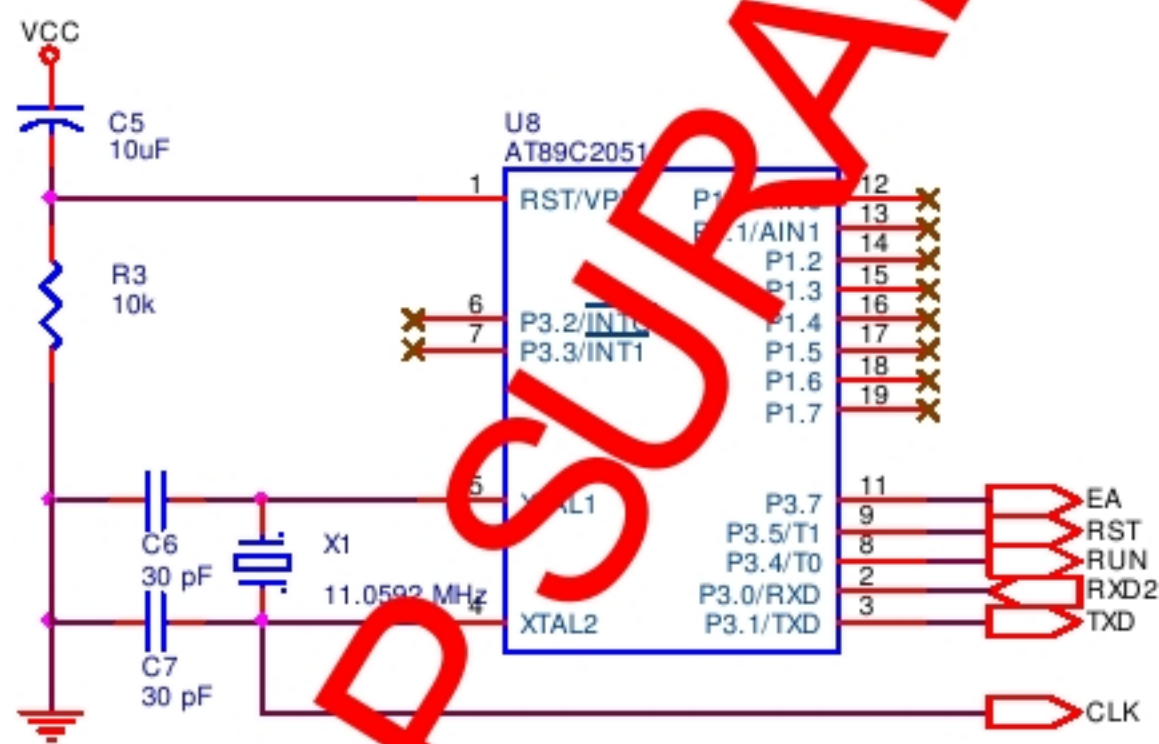 VCC
C5
10uF
U8
AT89C2051
1
RST/VPP
12
13
P1.1/AIN1
14
P1.2
15
P1.3
R3
10k
6
P3.2/INT0
16
P1.4
7
P3.3/INT1
17
P1.5
18
P1.6
19
P1.7
5
XTAL1
11
P3.7
EA
9
P3.5/T1
RST
C6
30 pF
X1
11.0592 MHz
8
P3.4/T0
RUN
2
P3.0/RXD
RXD2
4
XTAL2
3
P3.1/TXD
TXD
C7
30 pF
CLK
D SURA